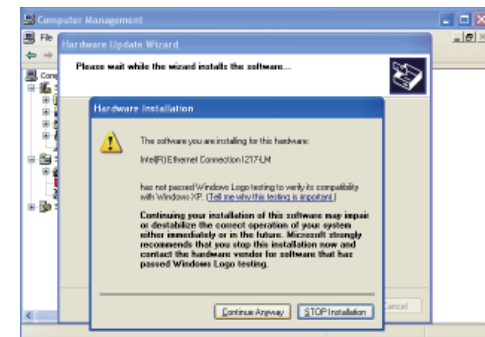 Computer Management
File
Hardware Update Wizard
Please wait while the wizard installs the software...
Hardware Installation
The software you are installing for this hardware:
Intel(R) Ethernet Connection I217-LM
has not passed Windows Logo testing to verify its compatibility
with Windows XP. (Tell me why this testing is important.)
Continuing your installation of this software may impair
or destabilize the correct operation of your system
either immediately or in the future. Microsoft strongly
recommends that you stop this installation now and
contact the hardware vendor for software that has
passed Windows Logo testing.
Continue Anyway
STOP Installation
Cancel